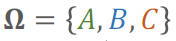 Ω = {A, B, C}